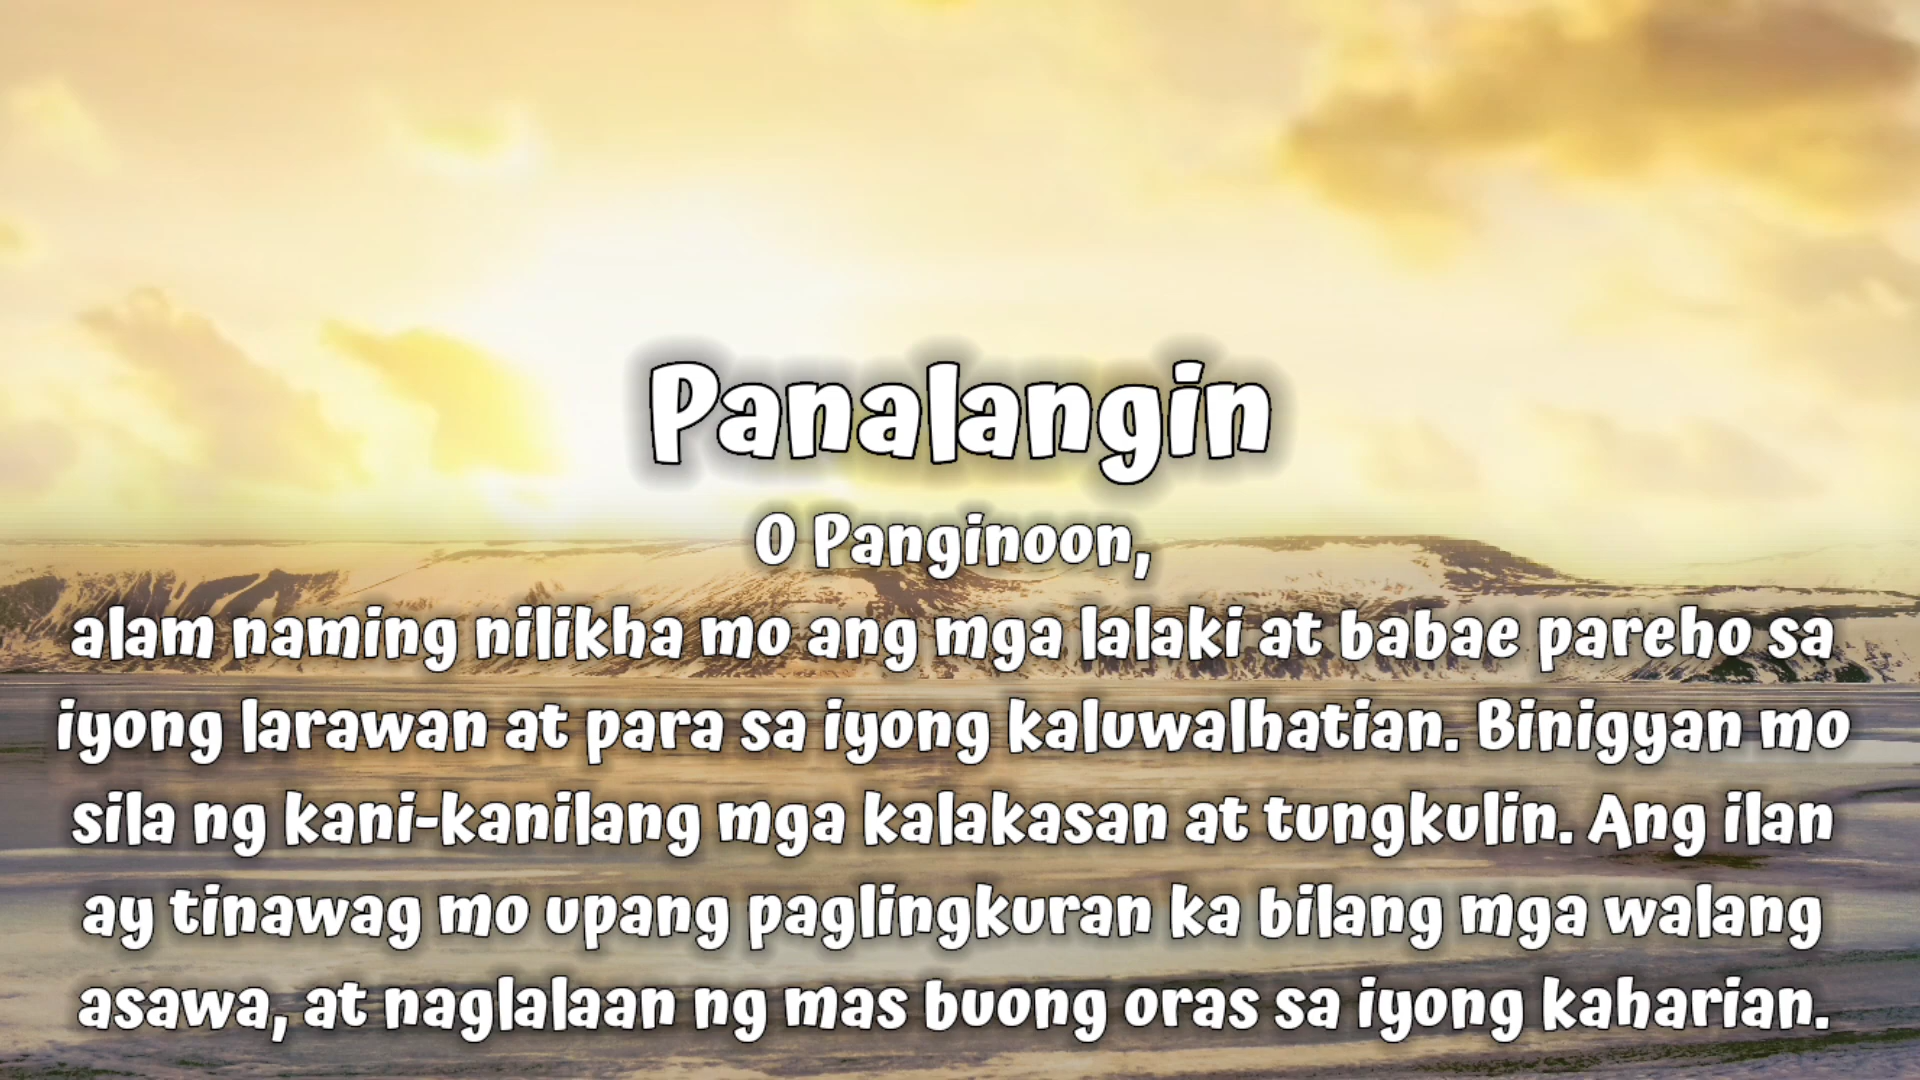 Panalangin
O Panginoon,
alam naming nilikha mo ang mga lalaki at babae pareho sa
iyong larawan at para sa iyong kaluwalhatian. Binigyan mo
sila ng kani-kanilang mga kalakasan at tungkulin. Ang ilan
ay tinawag mo upang paglingkuran ka bilang mga walang
asawa, at naglalaan ng mas buong oras sa iyong kaharian.